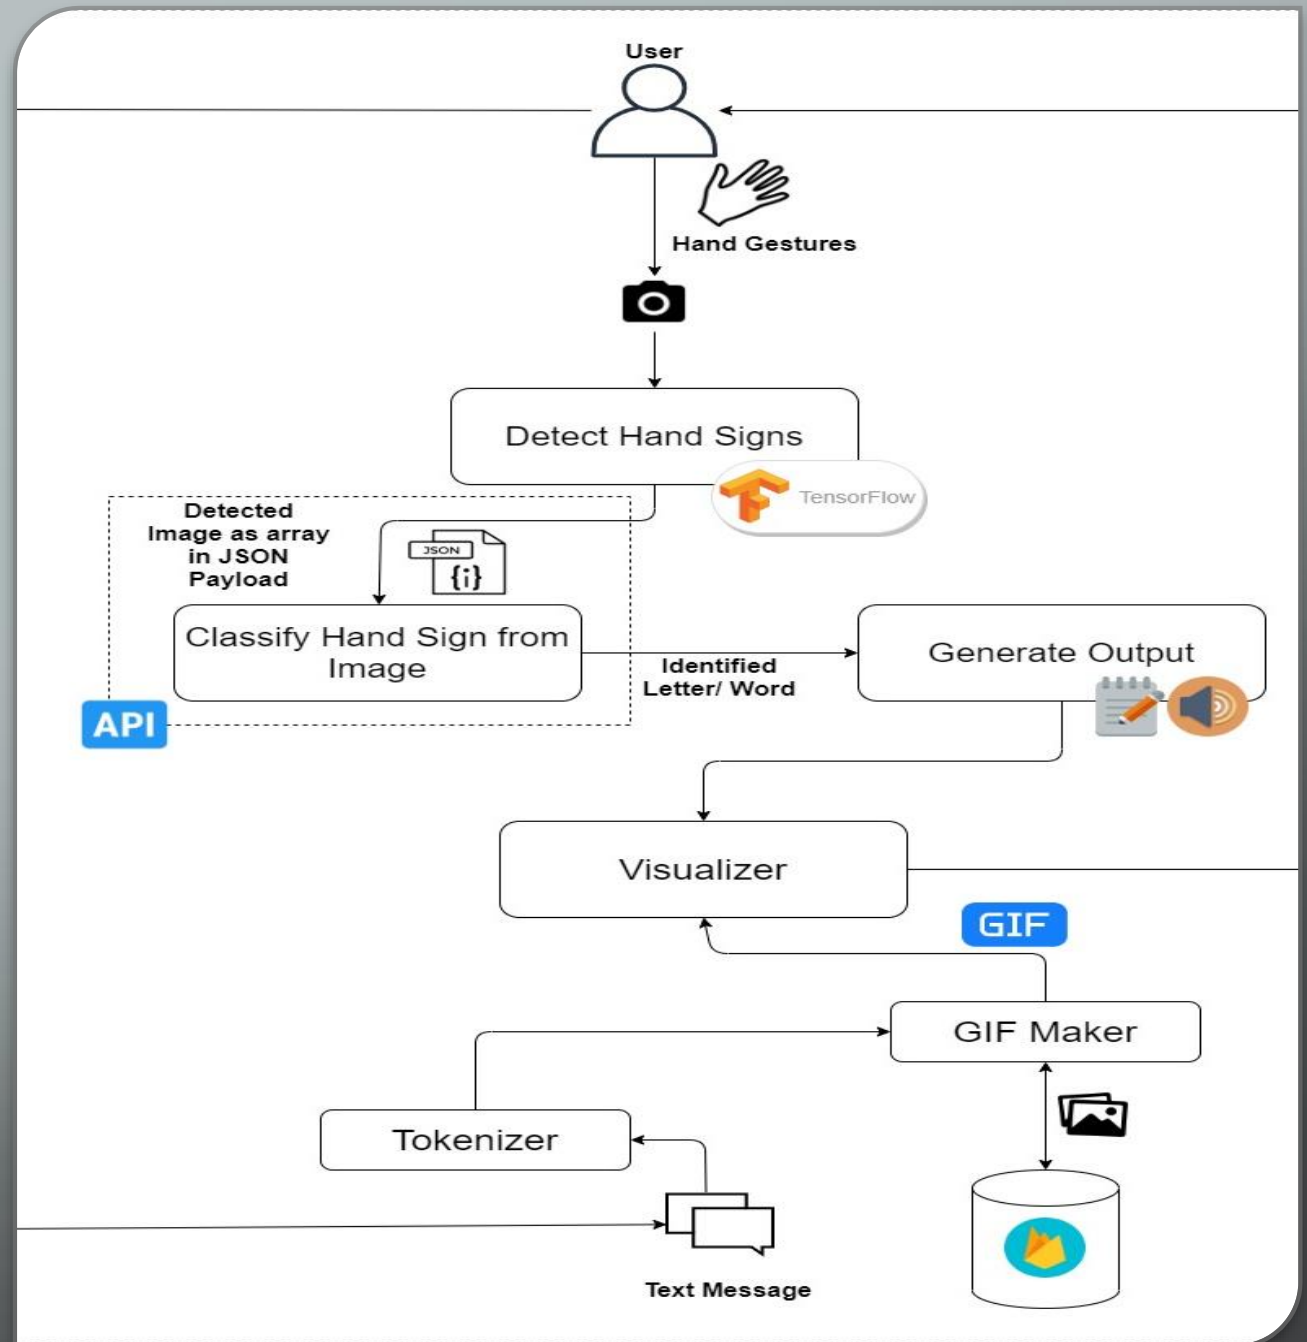 User
Hand Gestures
Detect Hand Signs
TensorFlow
Detected
Image as array
in JSON
Payload
JSON
{i}
Classify Hand Sign from
Image
Identified
Letter/ Word
Generate Output
API
Visualizer
GIF
GIF Maker
Tokenizer
Text Message